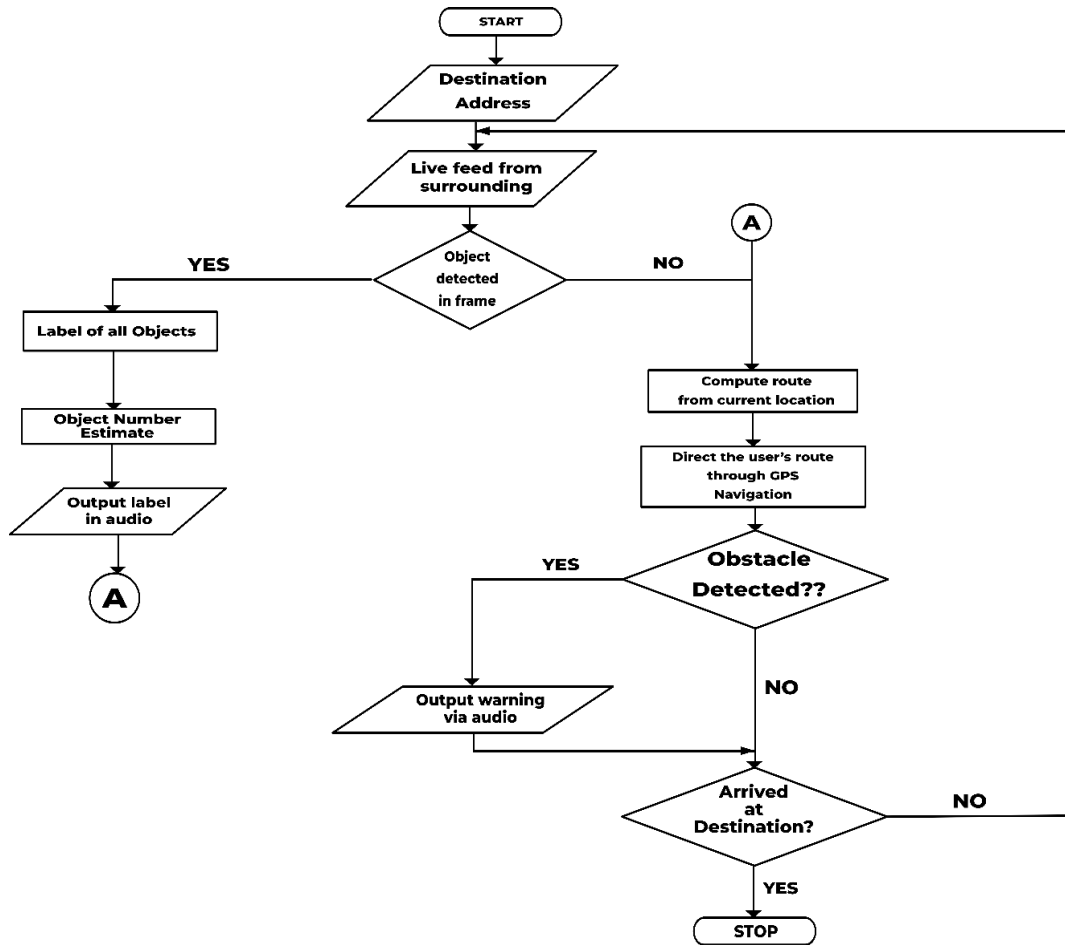 START
Destination
Address
Live feed from
surrounding
A
YES
Object
detected
in frame
NO
Label of all Objects
Compute route
from current location
Object Number
Estimate
Direct the user's route
through GPS
Navigation
Output label
in audio
YES
Obstacle
Detected??
A
NO
Output warning
via audio
Arrived
at
Destination?
NO
YES
STOP